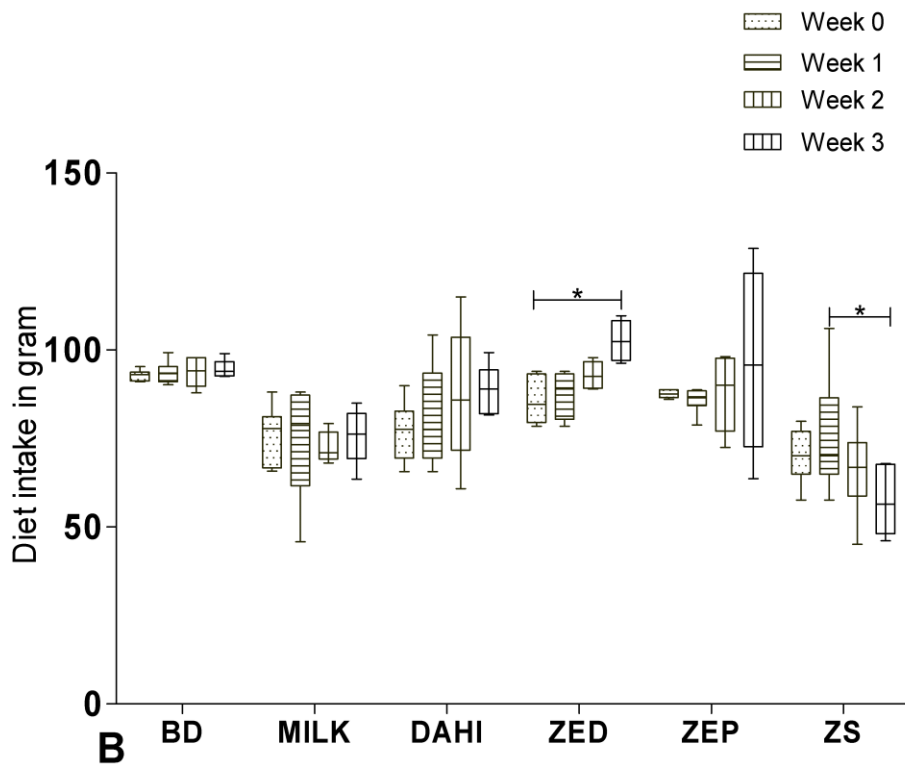 Week 0
Week 1
Week 2
Week 3
150
100
50
0
Diet intake in gram
*
*
BD MILK DAHI ZED ZEP ZS
B